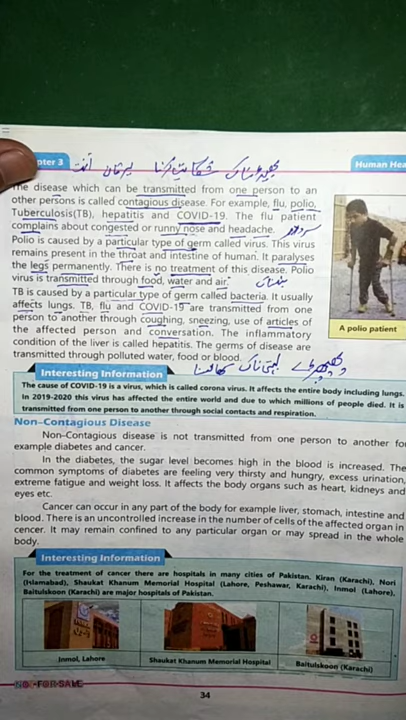 pter 3
Human Hea
The disease which can be transmitted from one person to an
other persons is called contagious disease. For example, flu, polio,
Tuberculosis(TB), hepatitis and COVID-19. The flu patient
complains about congested or runny nose and headache.
Polio is caused by a particular type of germ called virus. This virus
remains present in the throat and intestine of human. It paralyses
the legs permanently. There is no treatment of this disease. Polio
virus is transmitted through food, water and air.
TB is caused by a particular type of germ called bacteria. It usually
affects lungs. TB, flu and COVID-19 are transmitted from one
person to another through coughing, sneezing, use of articles of
the affected person and conversation. The inflammatory
condition of the liver is called hepatitis. The germs of disease are
transmitted through polluted water, food or blood.
A polio patient
Interesting Information
The cause of COVID-19 is a virus, which is called corona virus. It affects the entire body including lungs.
In 2019-2020 this virus has affected the entire world and due to which millions of people died. It is
transmitted from one person to another through social contacts and respiration.
Non-Contagious Disease
Non-Contagious disease is not transmitted from one person to another for
example diabetes and cancer.
In the diabetes, the sugar level becomes high in the blood is increased. The
common symptoms of diabetes are feeling very thirsty and hungry, excess urination,
extreme fatigue and weight loss. It affects the body organs such as heart, kidneys and
eyes etc.
Cancer can occur in any part of the body for example liver, stomach, intestine and
blood. There is an uncontrolled increase in the number of cells of the affected organ in
cencer. It may remain confined to any particular organ or may spread in the whole
body.
Interesting Information
For the treatment of cancer there are hospitals in many cities of Pakistan. Kiran (Karachi), Nori
(Islamabad), Shaukat Khanum Memorial Hospital (Lahore, Peshawar, Karachi), Inmol (Lahore),
Baitulskoon (Karachi) are major hospitals of Pakistan.
Inmol, Lahore
Shaukat Khanum Memorial Hospital
Baitulskoon (Karachi)
NOT FOR SALE
34